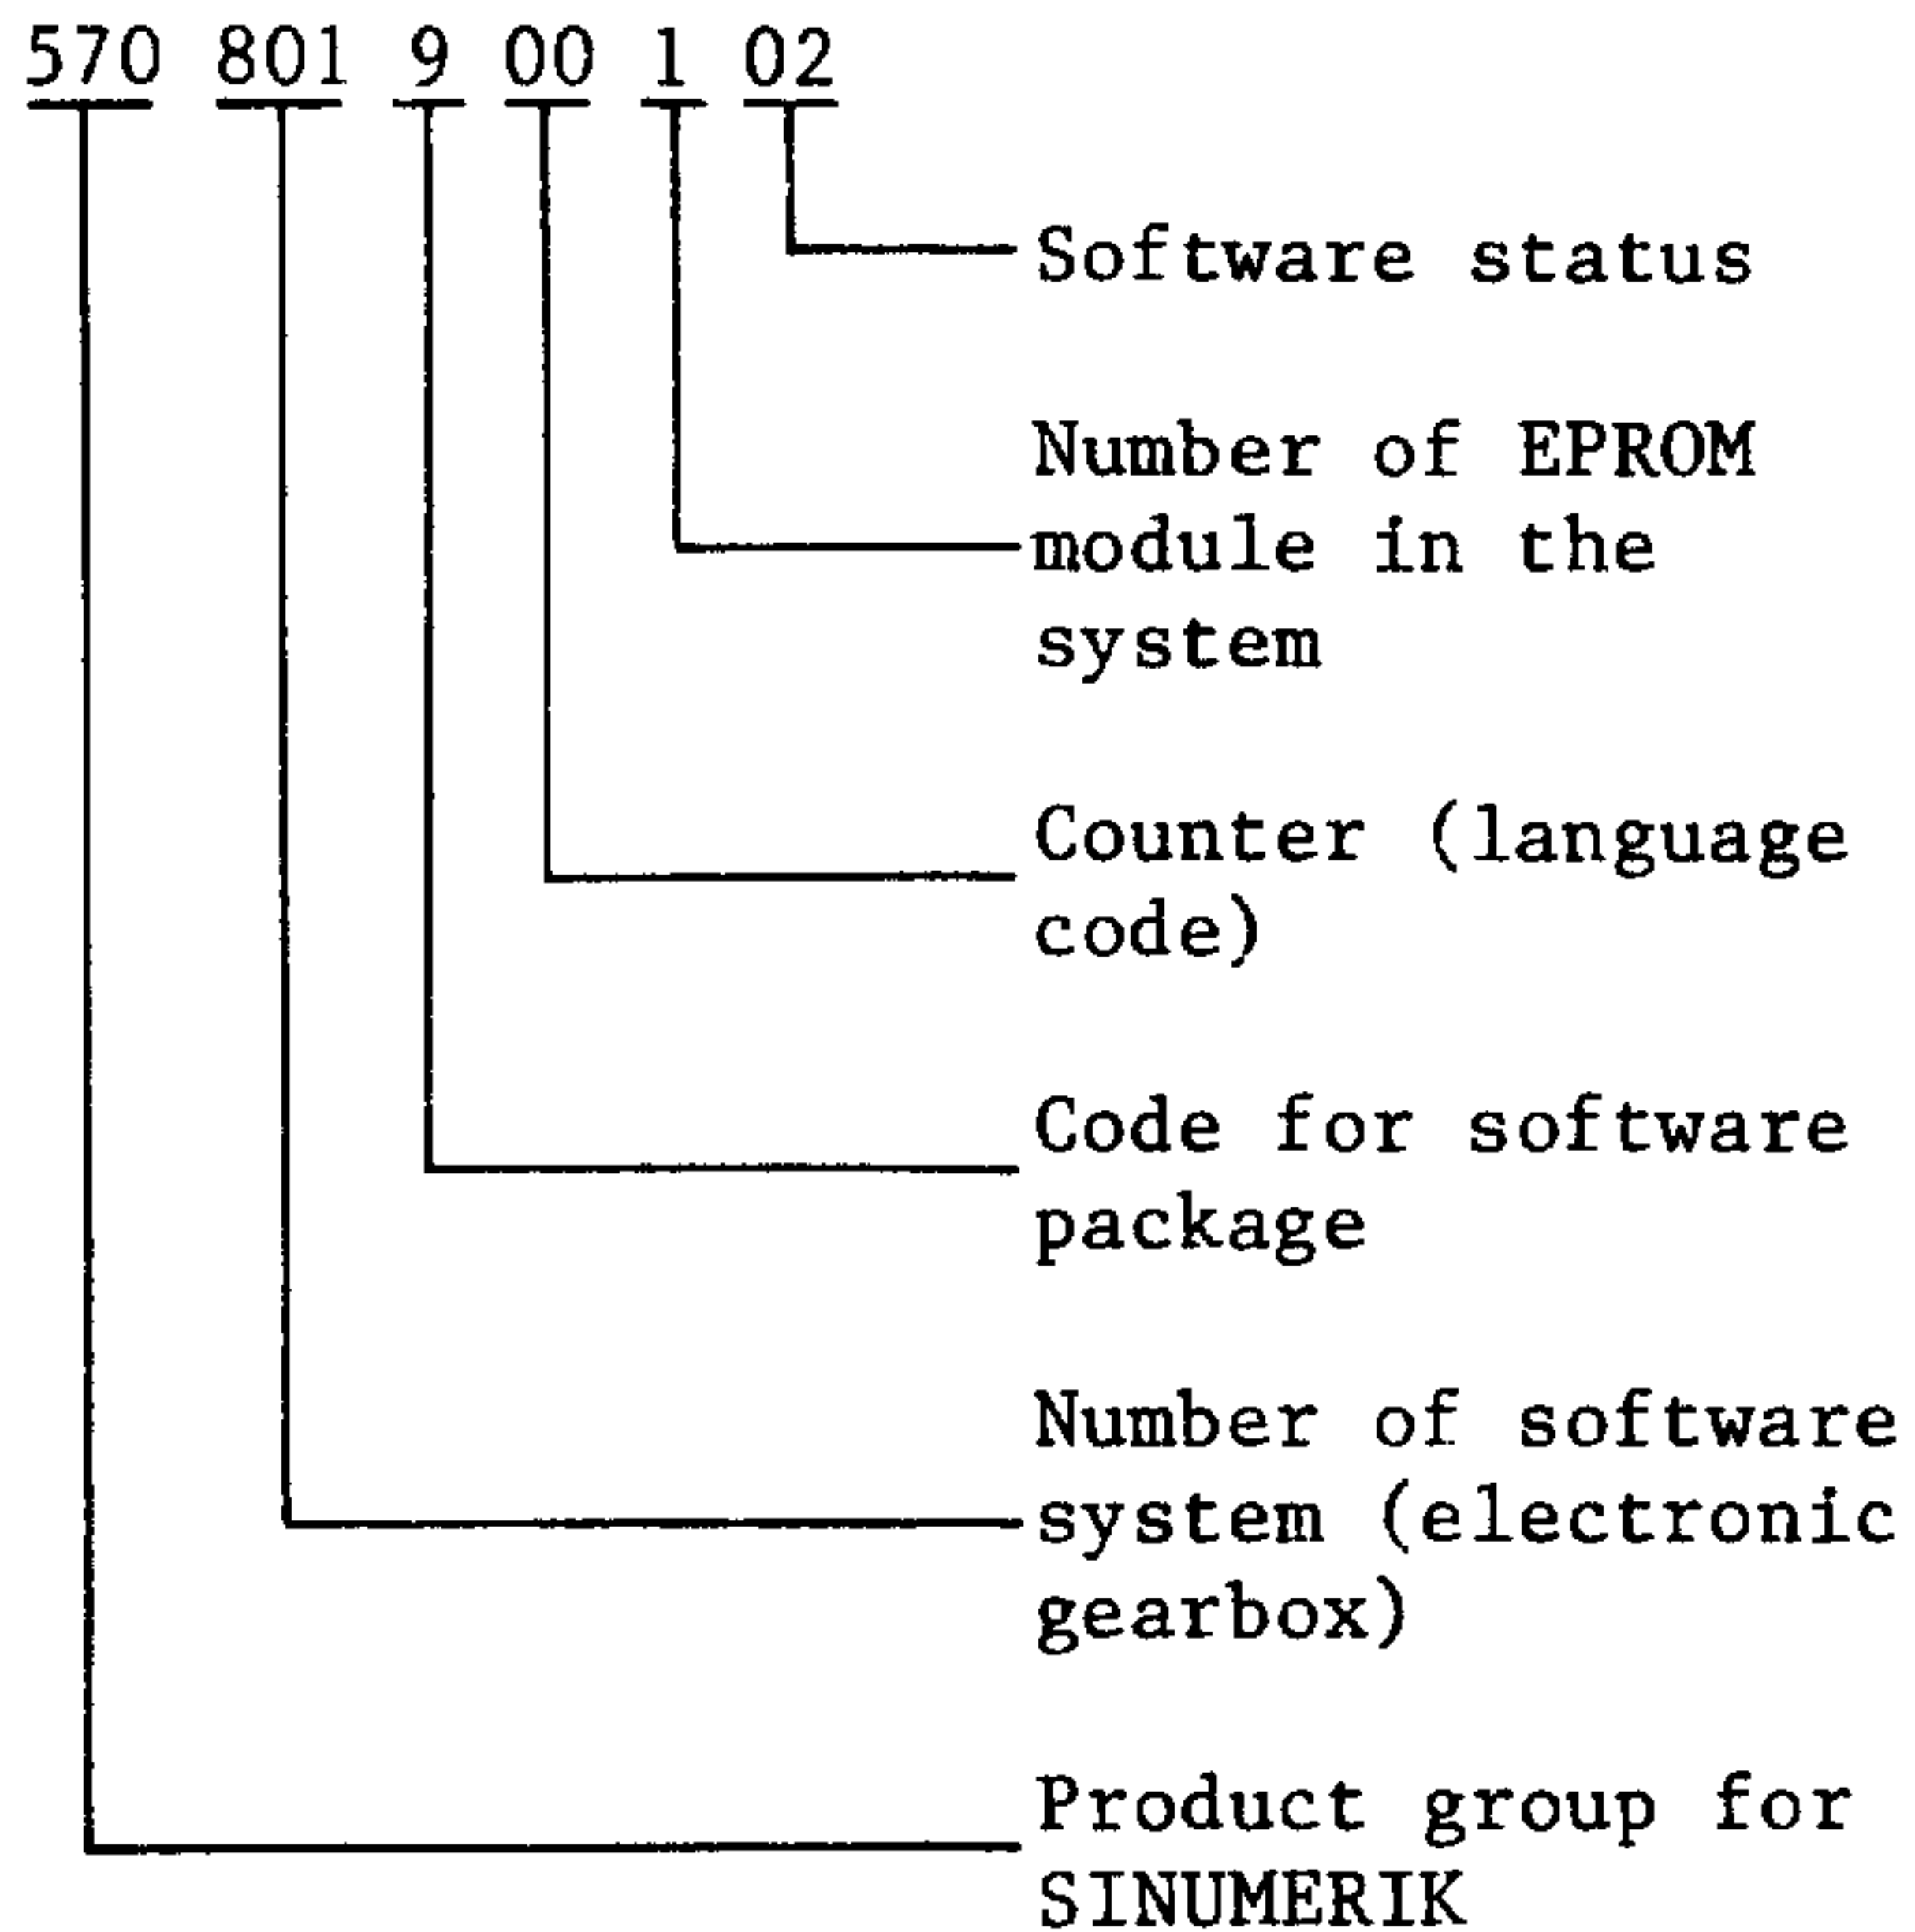 570 801 9 00 1 02
Software status
Number of EPROM
module in the
system
Counter (language
code)
Code for software
package
Number of software
system (electronic
gearbox)
Product group for
SINUMERIK